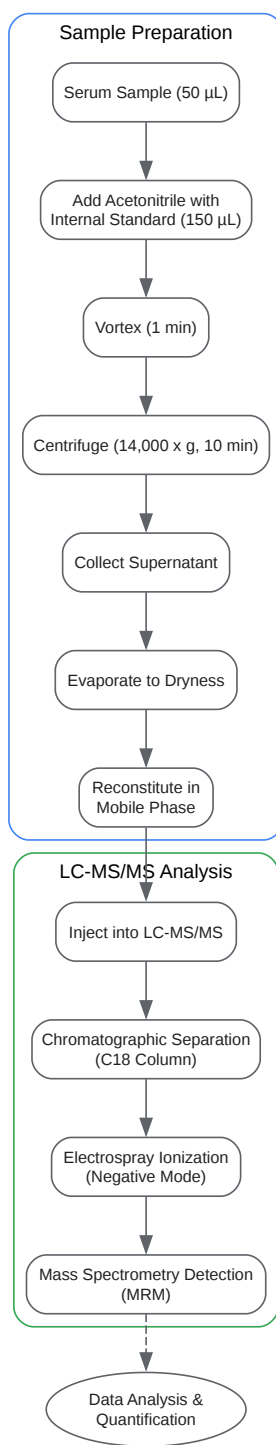 Sample Preparation
Serum Sample (50 µL)
Add Acetonitrile with
Internal Standard (150 µL)
Vortex (1 min)
Centrifuge (14,000 x g, 10 min)
Collect Supernatant
Evaporate to Dryness
Reconstitute in
Mobile Phase
LC-MS/MS Analysis
Inject into LC-MS/MS
Chromatographic Separation
(C18 Column)
Electrospray Ionization
(Negative Mode)
Mass Spectrometry Detection
(MRM)
Data Analysis &
Quantification